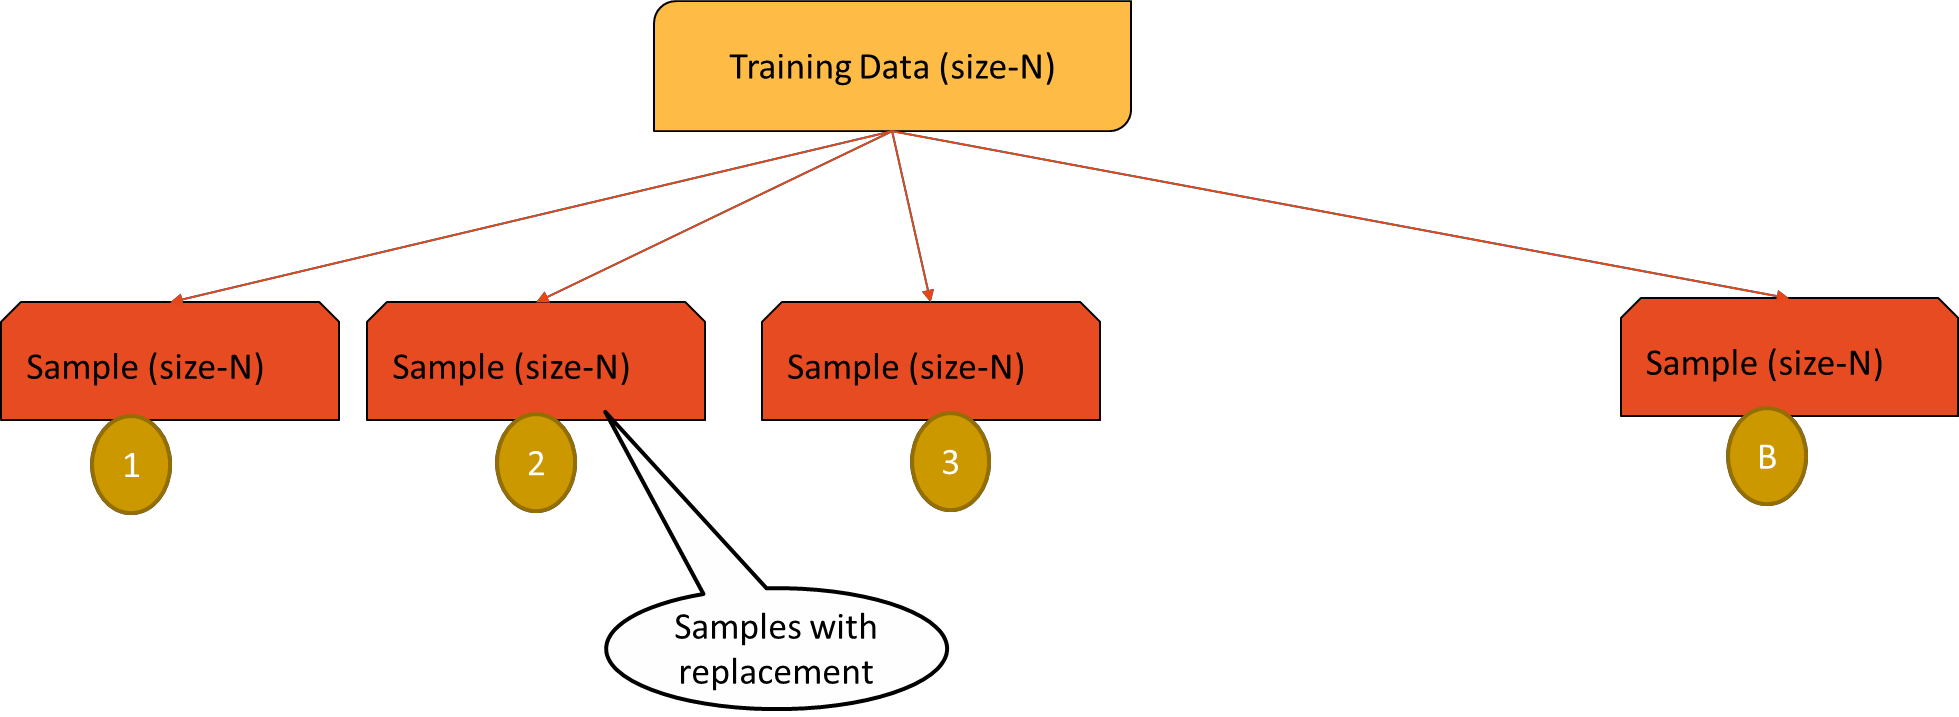 Training Data (size-N)
Sample (size-N)
Sample (size-N)
Sample (size-N)
Sample (size-N)
1
2
3
B
Samples with
replacement